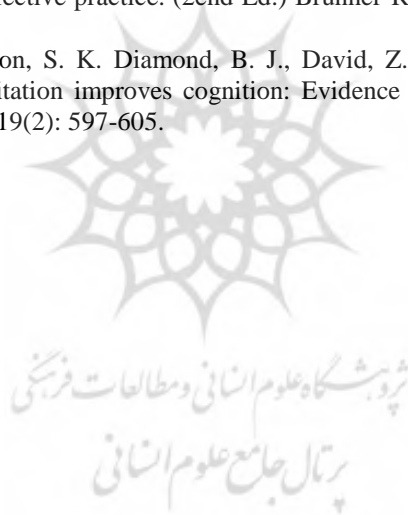 fective practice. (2end Ed.) Brunner-R
on, S. K. Diamond, B. J., David, Z.
itation improves cognition: Evidence
19(2): 597-605.
پژوهشگاه علوم انسانی و مطالعات فرهنگی
پرتال جامع علوم انسانی